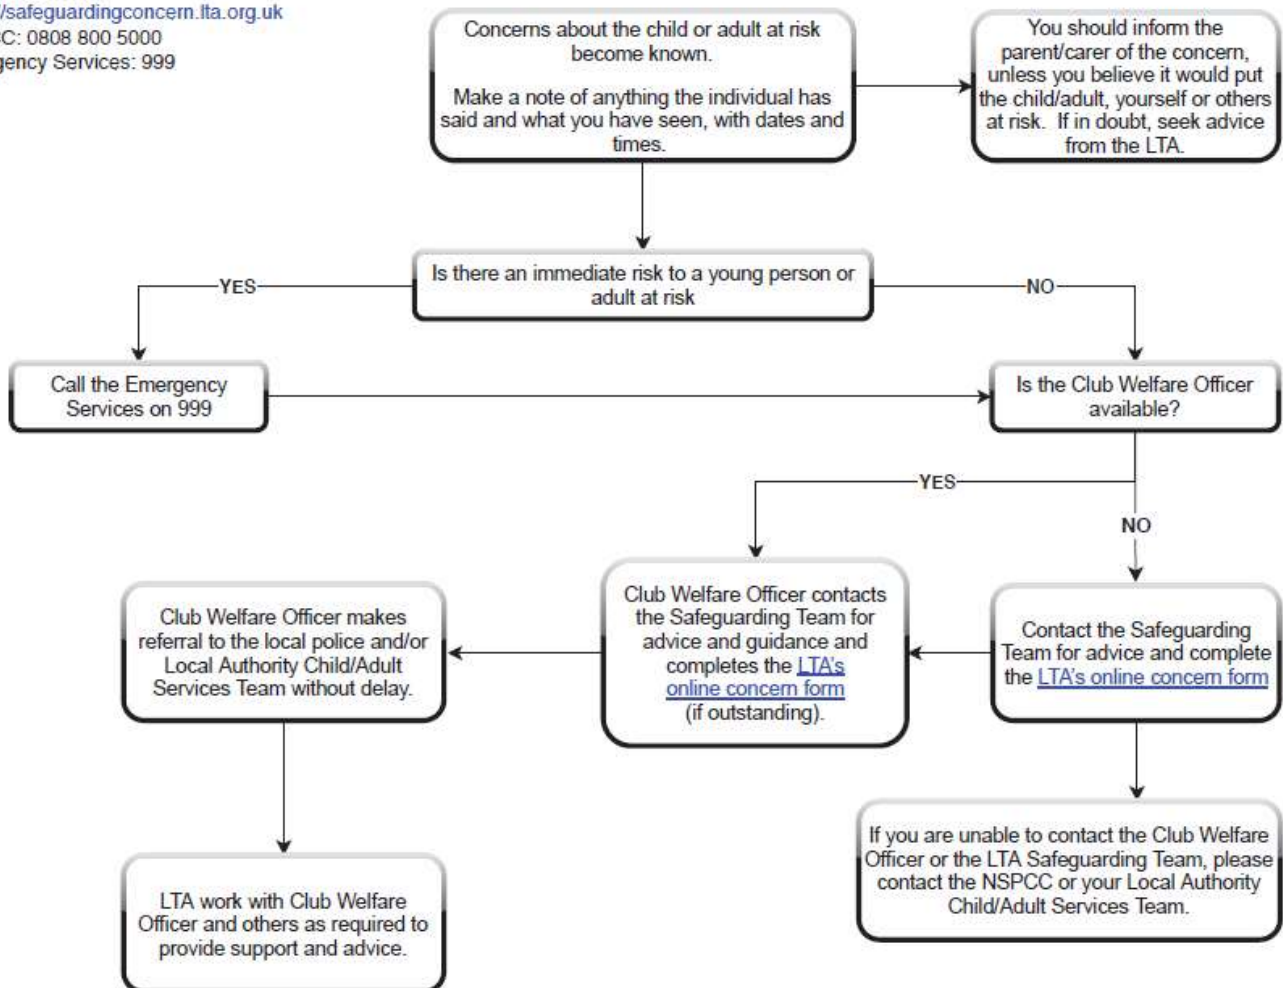 //safeguardingconcern.lta.org.uk
C: 0808 800 5000
gency Services: 999
Concerns about the child or adult at risk
become known.
Make a note of anything the individual has
said and what you have seen, with dates and
times.
You should inform the
parent/carer of the concern,
unless you believe it would put
the child/adult, yourself or others
at risk. If in doubt, seek advice
from the LTA.
Is there an immediate risk to a young person or
adult at risk
YES
NO
Call the Emergency
Services on 999
Is the Club Welfare Officer
available?
YES
NO
Club Welfare Officer makes
referral to the local police and/or
Local Authority Child/Adult
Services Team without delay.
Club Welfare Officer contacts
the Safeguarding Team for
advice and guidance and
completes the LTA's
online concern form
(if outstanding).
Contact the Safeguarding
Team for advice and complete
the LTA's online concern form
LTA work with Club Welfare
Officer and others as required to
provide support and advice.
If you are unable to contact the Club Welfare
Officer or the LTA Safeguarding Team, please
contact the NSPCC or your Local Authority
Child/Adult Services Team.